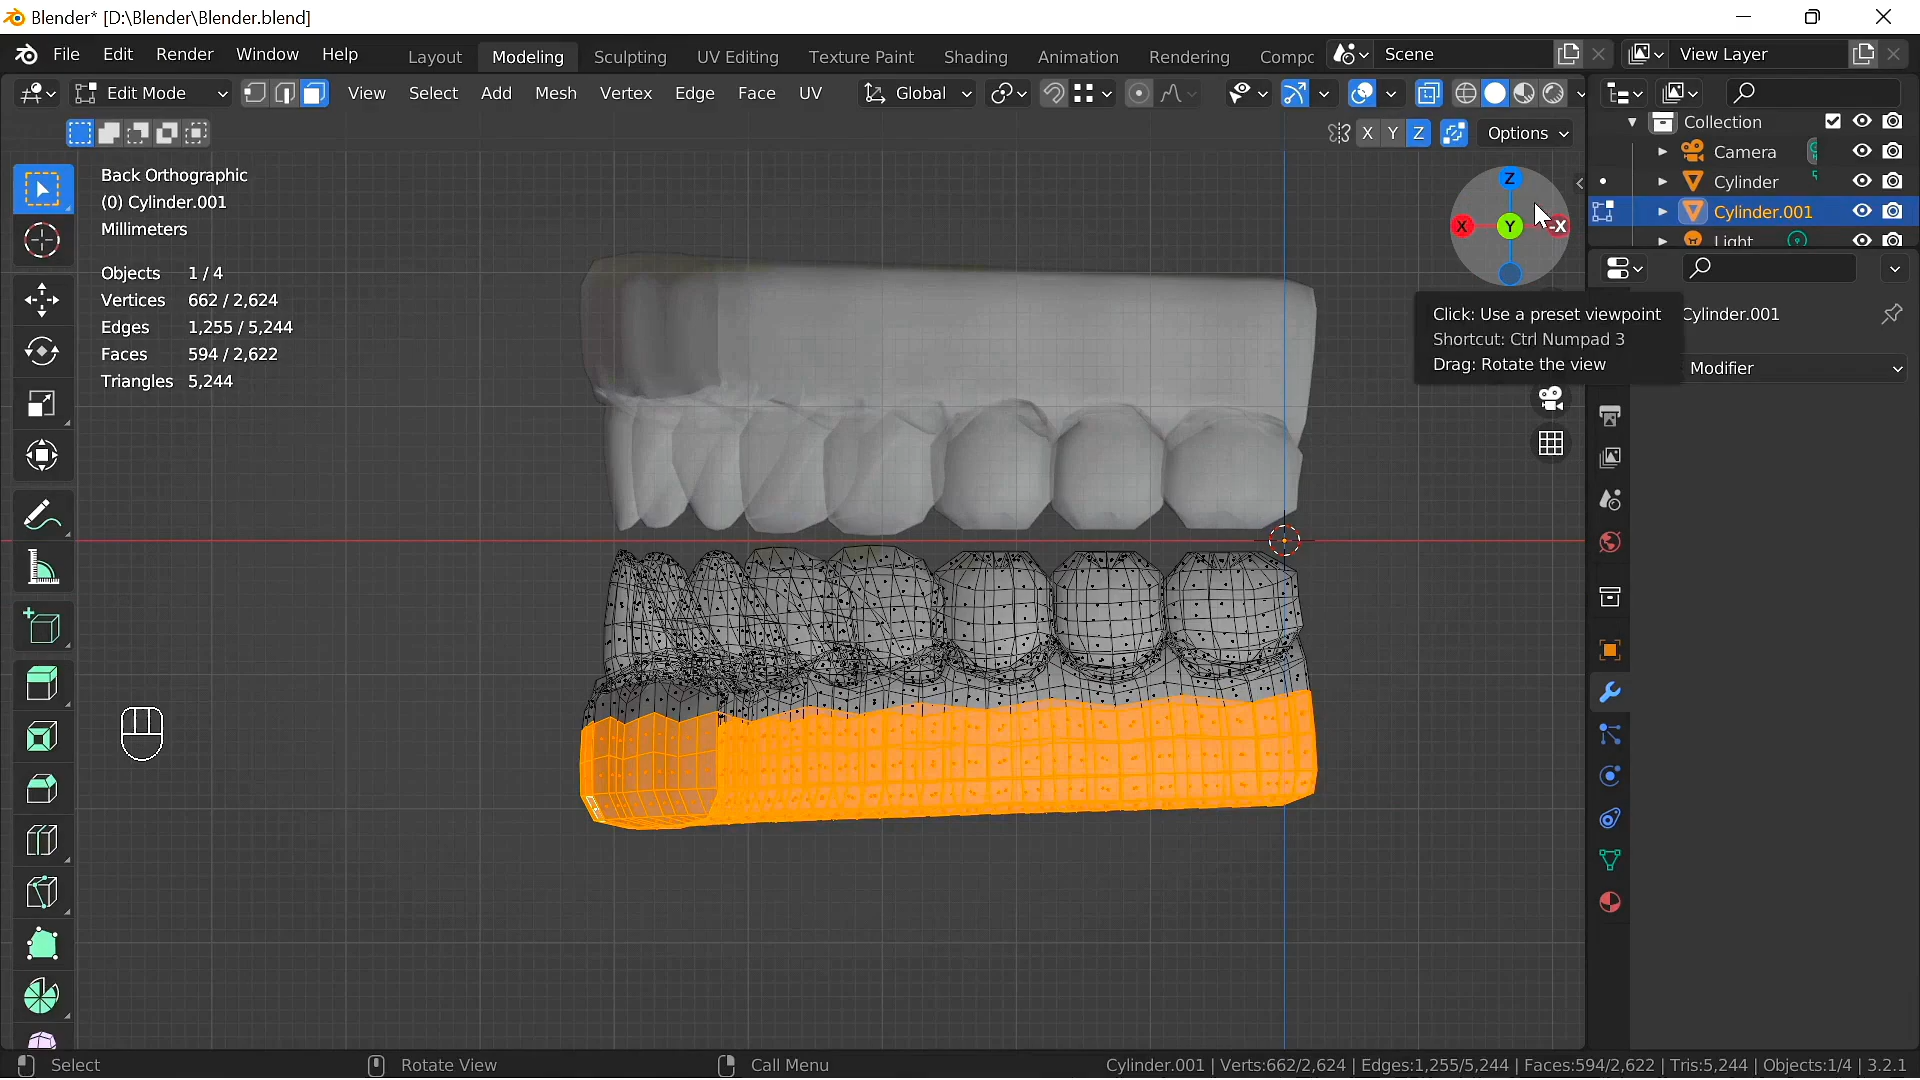 Blender* [D:\Blender\Blender.blend]
File Edit Render Window Help Layout Modeling Sculpting UV Editing Texture Paint Shading Animation Rendering Compc Scene View Layer
Edit Mode View Select Add Mesh Vertex Edge Face UV Global
X Y Z Options
Collection
Camera
Cylinder
Cylinder.001
Light
Back Orthographic
(0) Cylinder.001
Millimeters
Objects 1 / 4
Vertices 662 / 2,624
Edges 1,255 / 5,244
Faces 594 / 2,622
Triangles 5,244
Z
X Y -X
Click: Use a preset viewpoint
Shortcut: Ctrl Numpad 3
Drag: Rotate the view
Cylinder.001
Modifier
Select Rotate View Call Menu Cylinder.001 | Verts:662/2,624 | Edges:1,255/5,244 | Faces:594/2,622 | Tris:5,244 | Objects:1/4 | 3.2.1